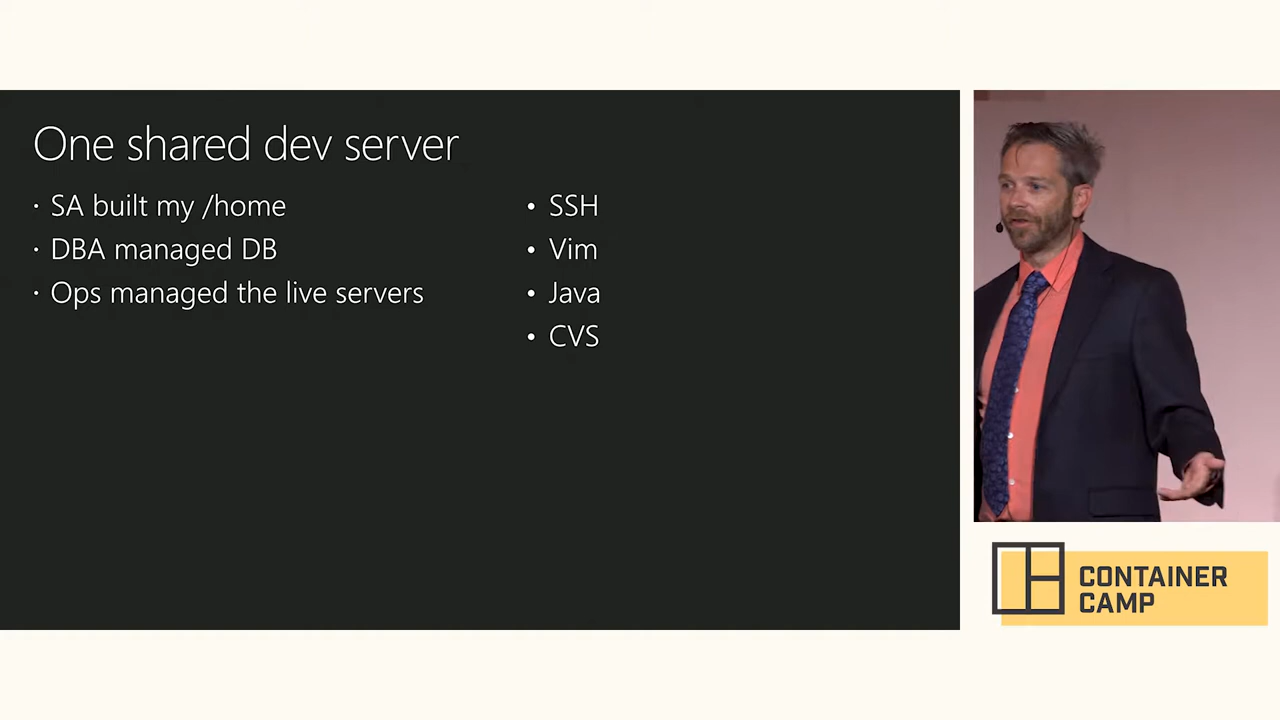 One shared dev server
· SA built my /home
· DBA managed DB
· Ops managed the live servers
• SSH
• Vim
• Java
• CVS
CONTAINER
CAMP